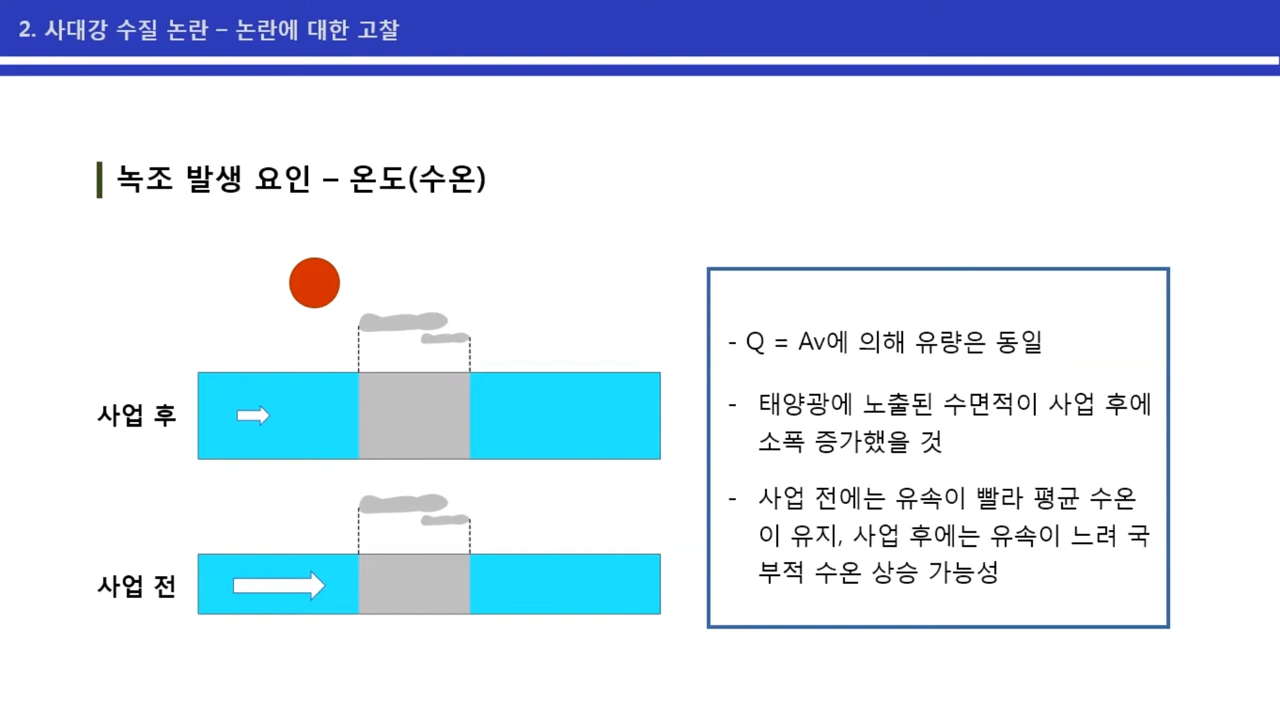 2. 사대강 수질 논란 – 논란에 대한 고찰
녹조 발생 요인 – 온도(수온)
사업 후
사업 전
- Q = Av에 의해 유량은 동일
- 태양광에 노출된 수면적이 사업 후에
소폭 증가했을 것
- 사업 전에는 유속이 빨라 평균 수온
이 유지, 사업 후에는 유속이 느려 국
부적 수온 상승 가능성